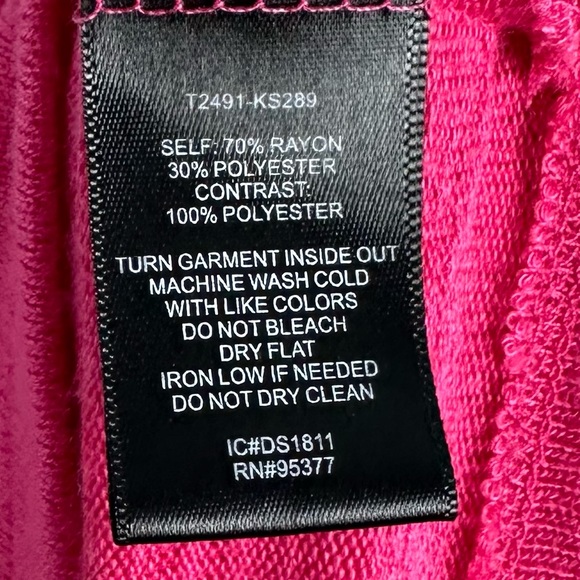 T2491-KS289
SELF: 70% RAYON
30% POLYESTER
CONTRAST:
100% POLYESTER
TURN GARMENT INSIDE OUT
MACHINE WASH COLD
WITH LIKE COLORS
DO NOT BLEACH
DRY FLAT
IRON LOW IF NEEDED
DO NOT DRY CLEAN
IC#DS1811
RN#95377